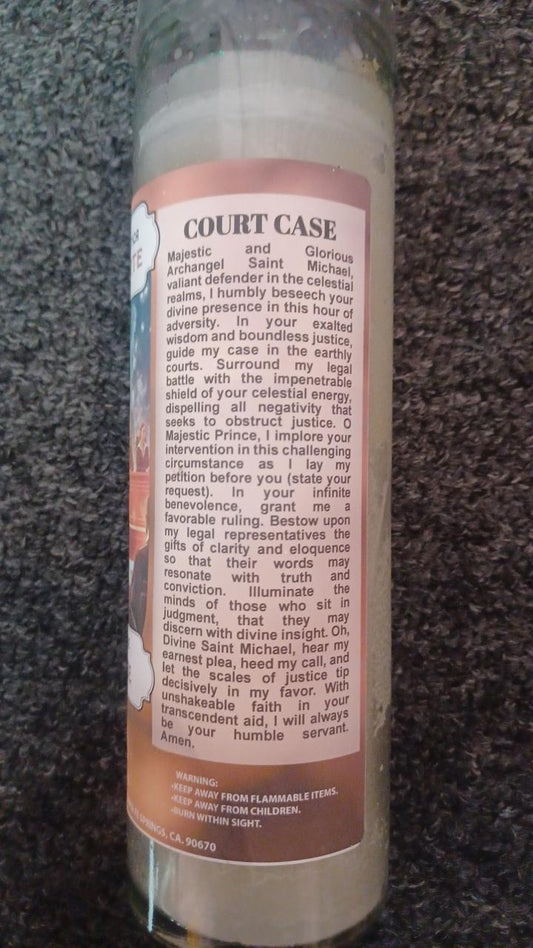 OR
TE
COURT CASE
Majestic and Glorious
Archangel Saint Michael,
valiant defender in the celestial
realms, I humbly beseech your
divine presence in this hour of
adversity. In your exalted
wisdom and boundless justice,
guide my case in the earthly
courts. Surround my legal
battle with the impenetrable
shield of your celestial energy,
dispelling all negativity that
seeks to obstruct justice. O
Majestic Prince, I implore your
intervention in this challenging
circumstance as I lay my
petition before you (state your
request). In your infinite
benevolence, grant me a
favorable ruling. Bestow upon
my legal representatives the
gifts of clarity and eloquence
so that their words may
resonate with truth and
conviction. Illuminate the
minds of those who sit in
judgment, that they may
discern with divine insight. Oh,
Divine Saint Michael, hear my
earnest plea, heed my call, and
let the scales of justice tip
decisively in my favor. With
unshakeable faith in your
transcendent aid, I will always
be your humble servant.
Amen.
WARNING:
-KEEP AWAY FROM FLAMMABLE ITEMS.
-KEEP AWAY FROM CHILDREN.
-BURN WITHIN SIGHT.
SPRINGS, CA. 90670